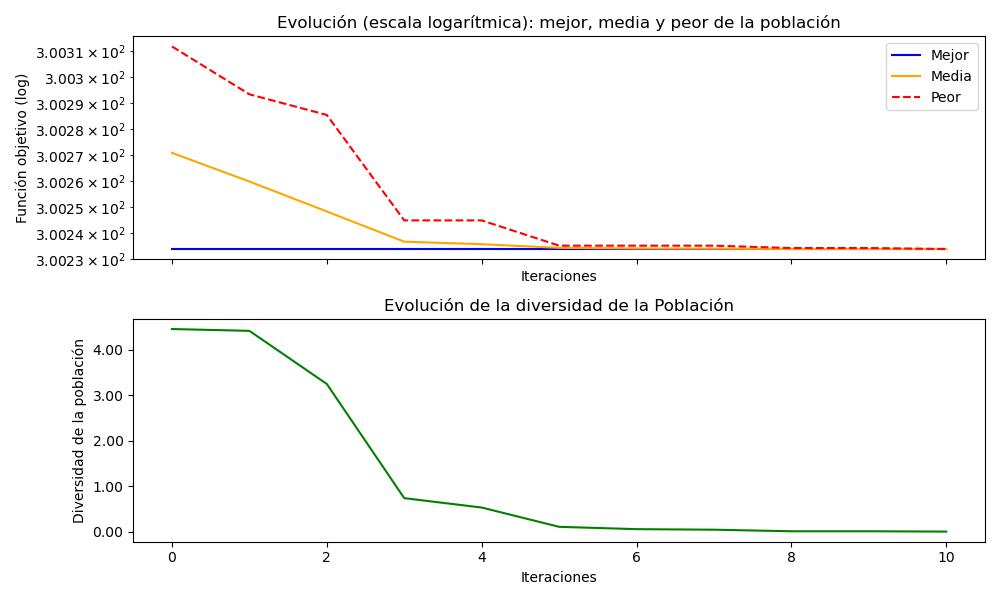 Evolución (escala logarítmica): mejor, media y peor de la población
Función objetivo (log)
3.0031 × 10²
3.003 × 10²
3.0029 × 10²
3.0028 × 10²
3.0027 × 10²
3.0026 × 10²
3.0025 × 10²
3.0024 × 10²
3.0023 × 10²
Mejor
Media
Peor
Iteraciones
Evolución de la diversidad de la Población
Diversidad de la población
4.00
3.00
2.00
1.00
0.00
0 2 4 6 8 10
Iteraciones